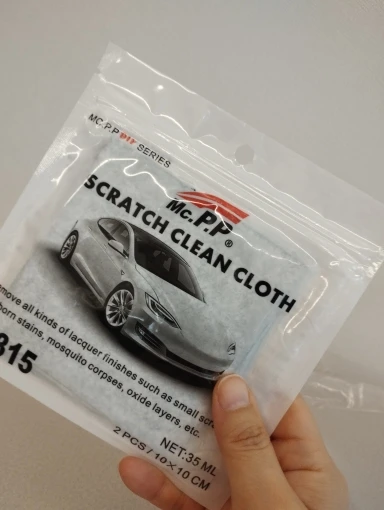 MC.P.P DIY SERIES
Mc.P.P®
SCRATCH CLEAN CLOTH
move all kinds of lacquer finishes such as small scr
born stains, mosquito corpses, oxide layers, etc.
315
NET:35 ML
2 PCS / 10×10 CM